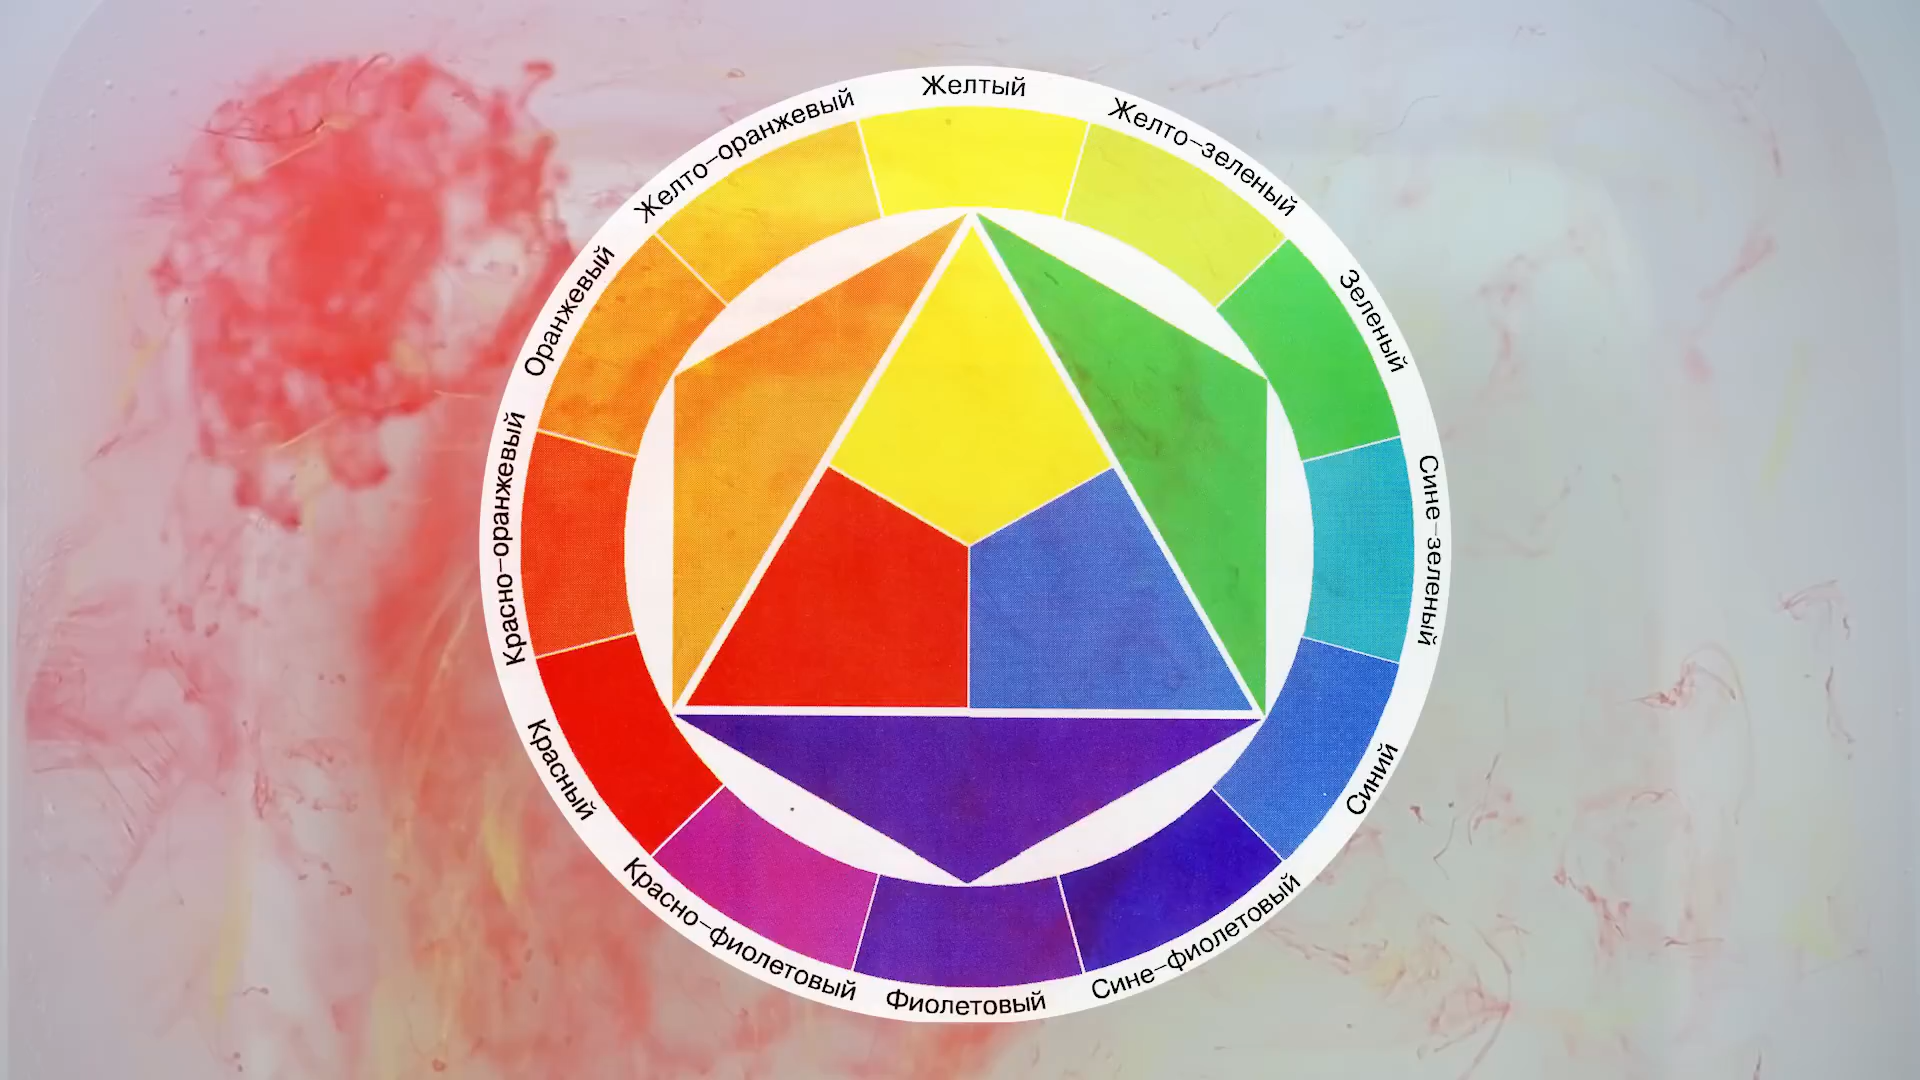 Желтый
Желто-зеленый
Зеленый
Сине-зеленый
Синий
Сине-фиолетовый
Фиолетовый
Красно-фиолетовый
Красный
Красно-оранжевый
Оранжевый
Желто-оранжевый